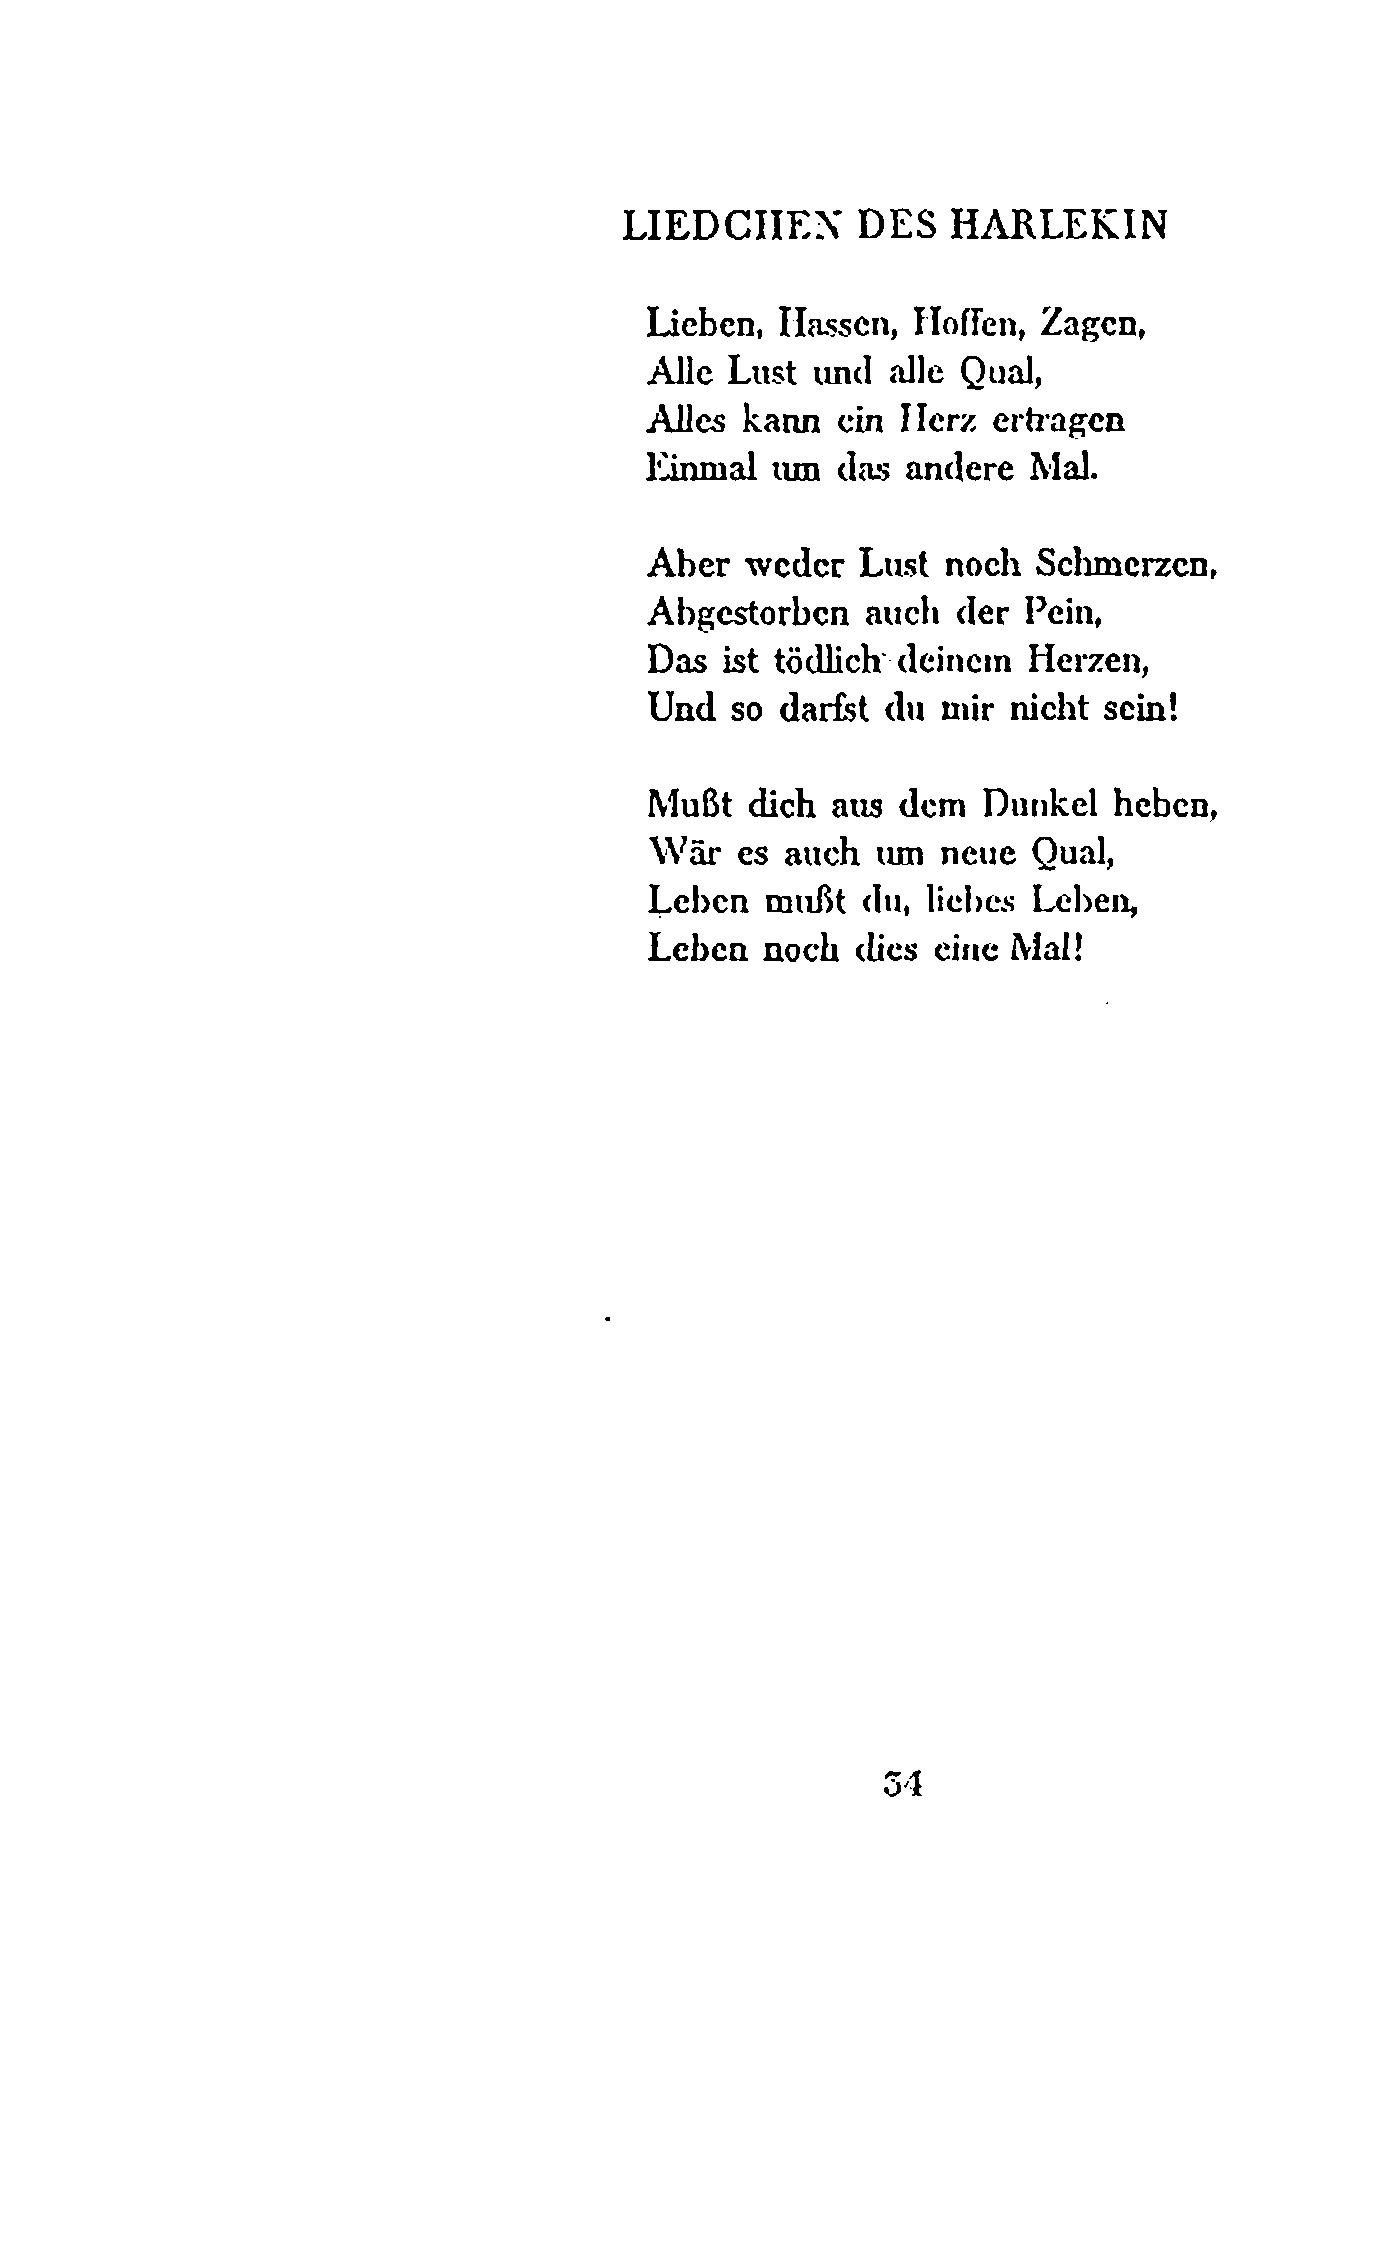 LIEDCHEN DES HARLEKIN
Lieben, Hassen, Hoffen, Zagen,
Alle Lust und alle Qual,
Alles kann ein Herz ertragen
Einmal um das andere Mal.
Aber weder Lust noch Schmerzen,
Abgestorben auch der Pein,
Das ist tödlich deinem Herzen,
Und so darfst du mir nicht sein!
Mußt dich aus dem Dunkel heben,
Wär es auch um neue Qual,
Leben mußt du, liebes Leben,
Leben noch dies eine Mal!
34